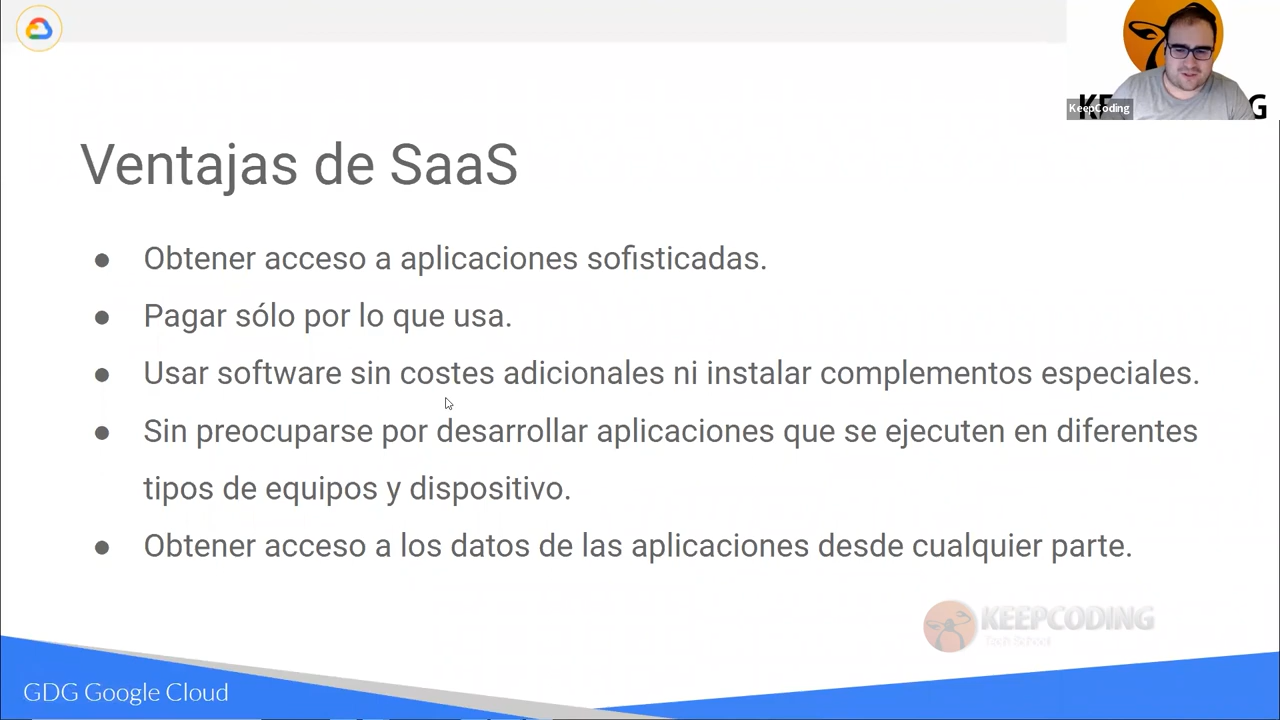 KeepCoding
Ventajas de SaaS
● Obtener acceso a aplicaciones sofisticadas.
● Pagar sólo por lo que usa.
● Usar software sin costes adicionales ni instalar complementos especiales.
● Sin preocuparse por desarrollar aplicaciones que se ejecuten en diferentes
tipos de equipos y dispositivo.
● Obtener acceso a los datos de las aplicaciones desde cualquier parte.
KEEPCODING
Tech School
GDG Google Cloud